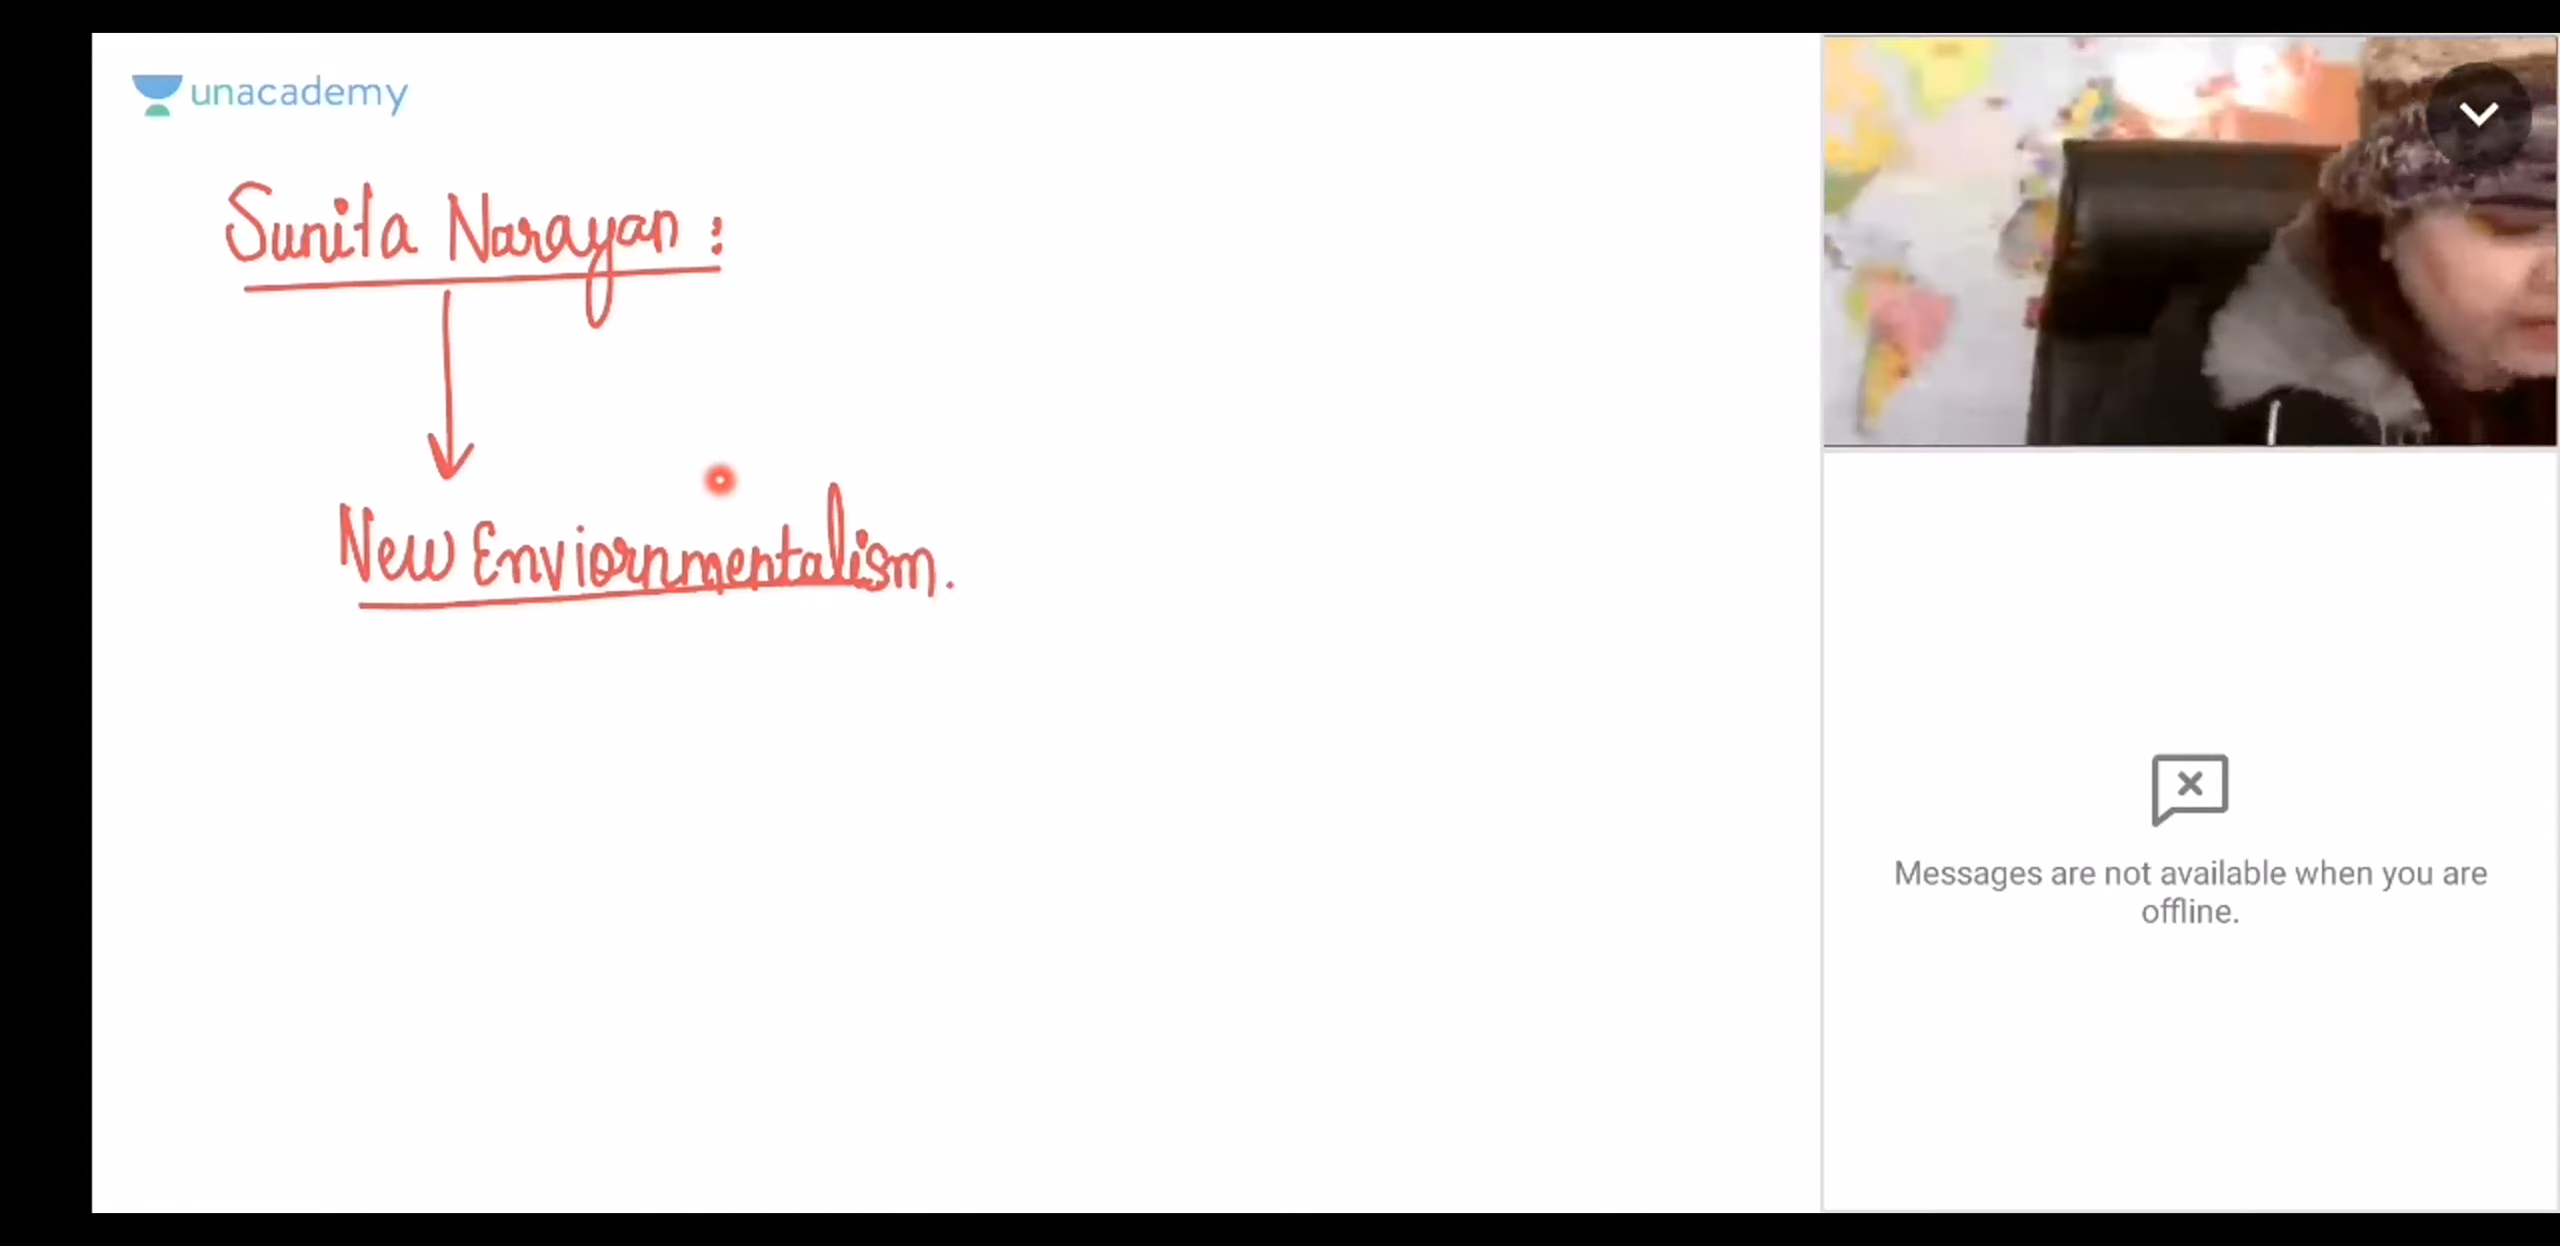 unacademy
Sunita Narayan :
New Enviornmentalism.
Messages are not available when you are
offline.